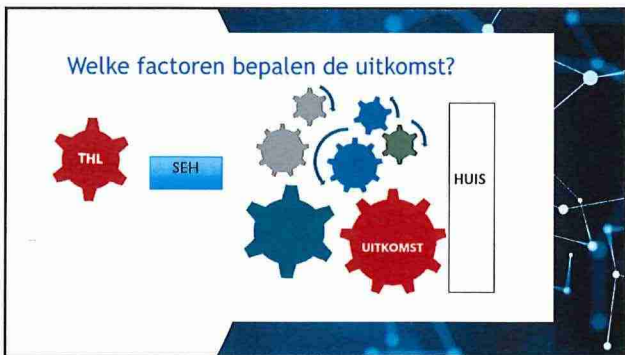 Welke factoren bepalen de uitkomst?
THL
SEH
HUIS
UITKOMST